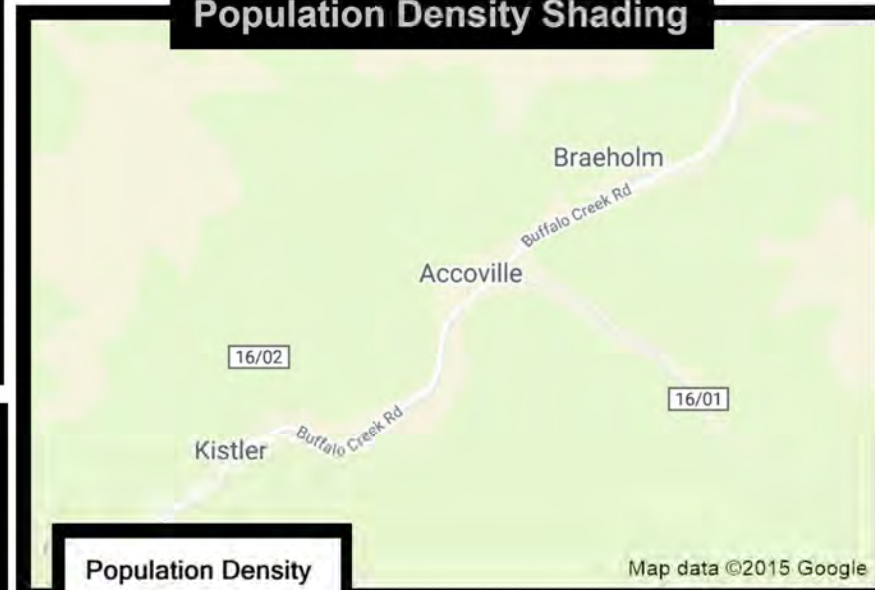 Population Density Shading
Braeholm
Buffalo Creek Rd
Accoville
16/02
16/01
Buffalo Creek Rd
Kistler
Population Density
Map data ©2015 Google